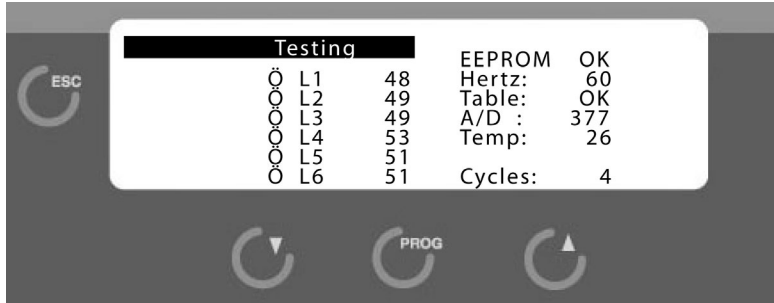 Testing
Ö L1 48
Ö L2 49
Ö L3 49
Ö L4 53
Ö L5 51
Ö L6 51
EEPROM OK
Hertz: 60
Table: OK
A/D : 377
Temp: 26
Cycles: 4
ESC
PROG